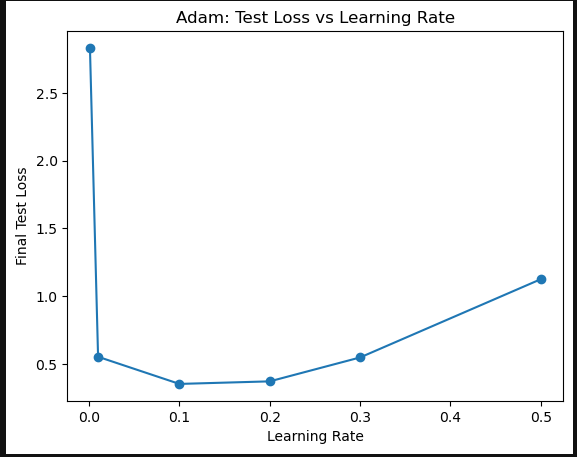 Adam: Test Loss vs Learning Rate
2.5
2.0
1.5
1.0
0.5
Final Test Loss
0.0 0.1 0.2 0.3 0.4 0.5
Learning Rate